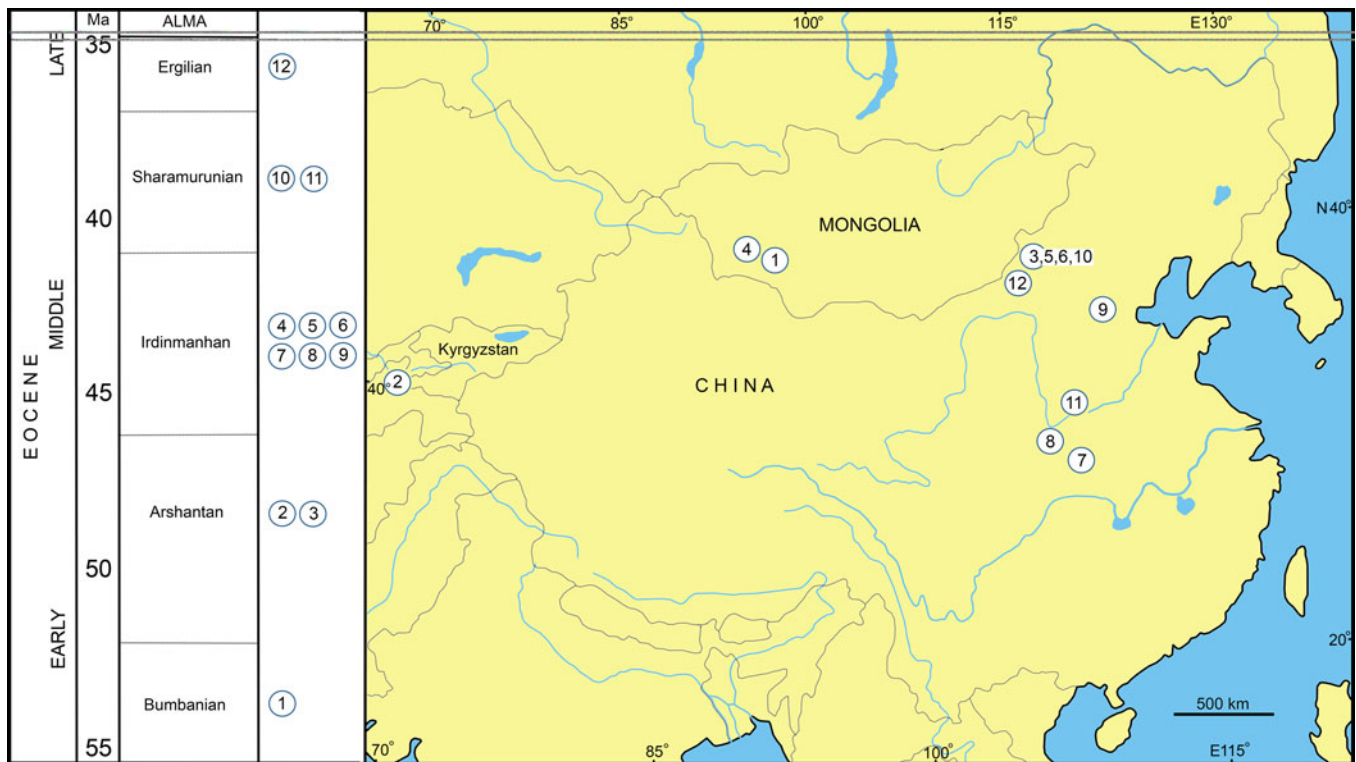 Ma
ALMA
70°
85°
100°
115°
E130°
35
LATE
Ergilian
12
Sharamurunian
10 11
40
N40°
MONGOLIA
4
1
3,5,6,10
12
9
EOCENE
MIDDLE
Irdinmanhan
4 5 6
7 8 9
Kyrgyzstan
40°
2
CHINA
45
11
8
7
Arshantan
2 3
50
EARLY
20°
Bumbanian
1
500 km
55
70°
85°
100°
E115°